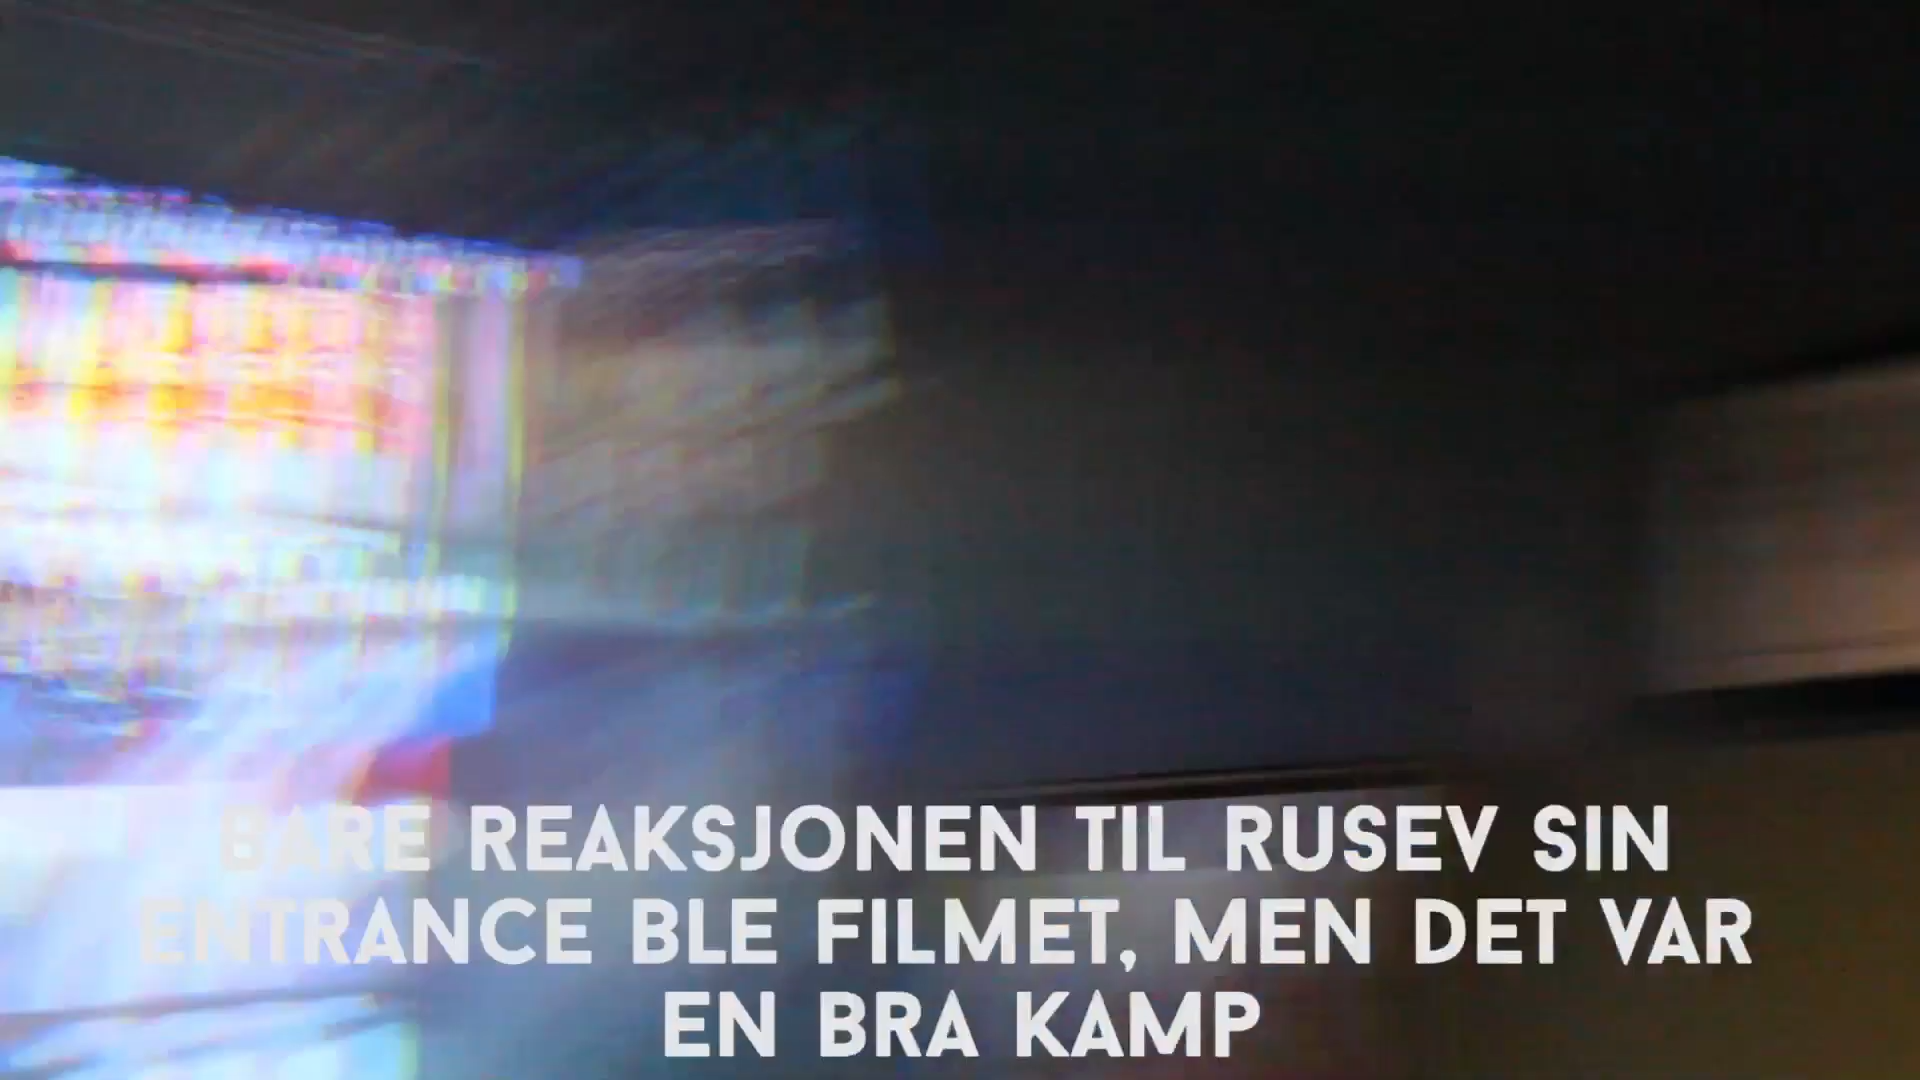 BARE REAKSJONEN TIL RUSEV SIN
ENTRANCE BLE FILMET, MEN DET VAR
EN BRA KAMP